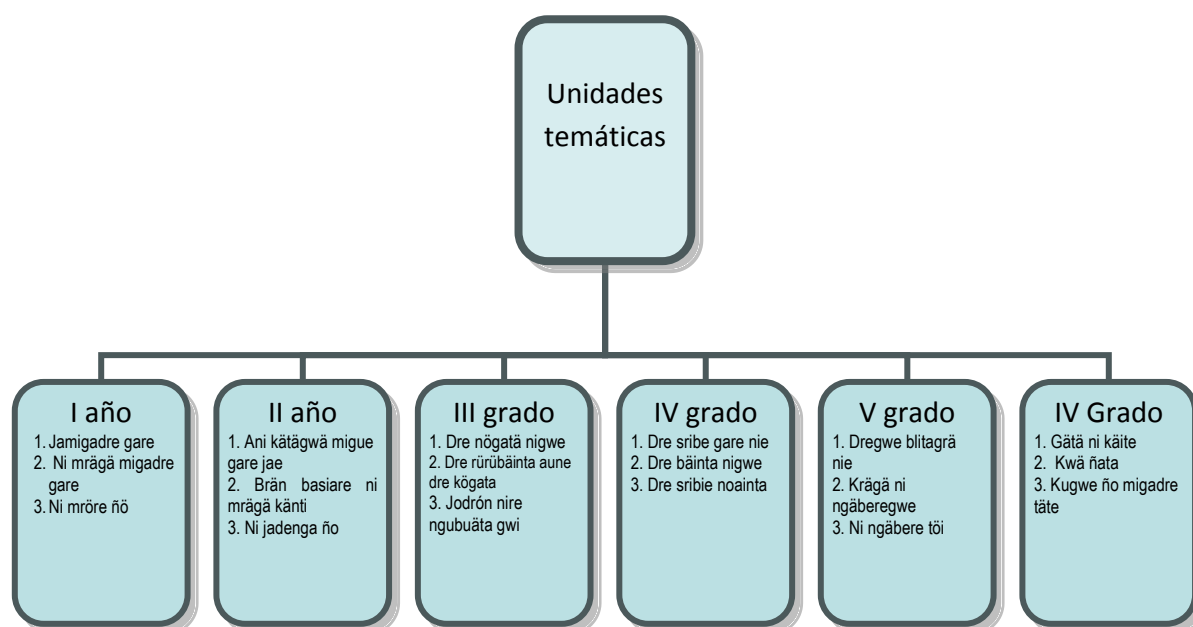 Unidades
temáticas
I año
1. Jamigadre gare
2. Ni mrägä migadre
gare
3. Ni mröre ñö
II año
1. Ani kätägwä migue
gare jae
2. Brän basiare ni
mrägä känti
3. Ni jadenga ño
III grado
1. Dre nögatä nigwe
2. Dre rürübäinta aune
dre kögata
3. Jodrón nire
ngubuäta gwi
IV grado
1. Dre sribe gare nie
2. Dre bäinta nigwe
3. Dre sribie noainta
V grado
1. Dregwe blitagrä
nie
2. Krägä ni
ngäberegwe
3. Ni ngäbere töi
IV Grado
1. Gätä ni käite
2. Kwä ñata
3. Kugwe ño migadre
täte